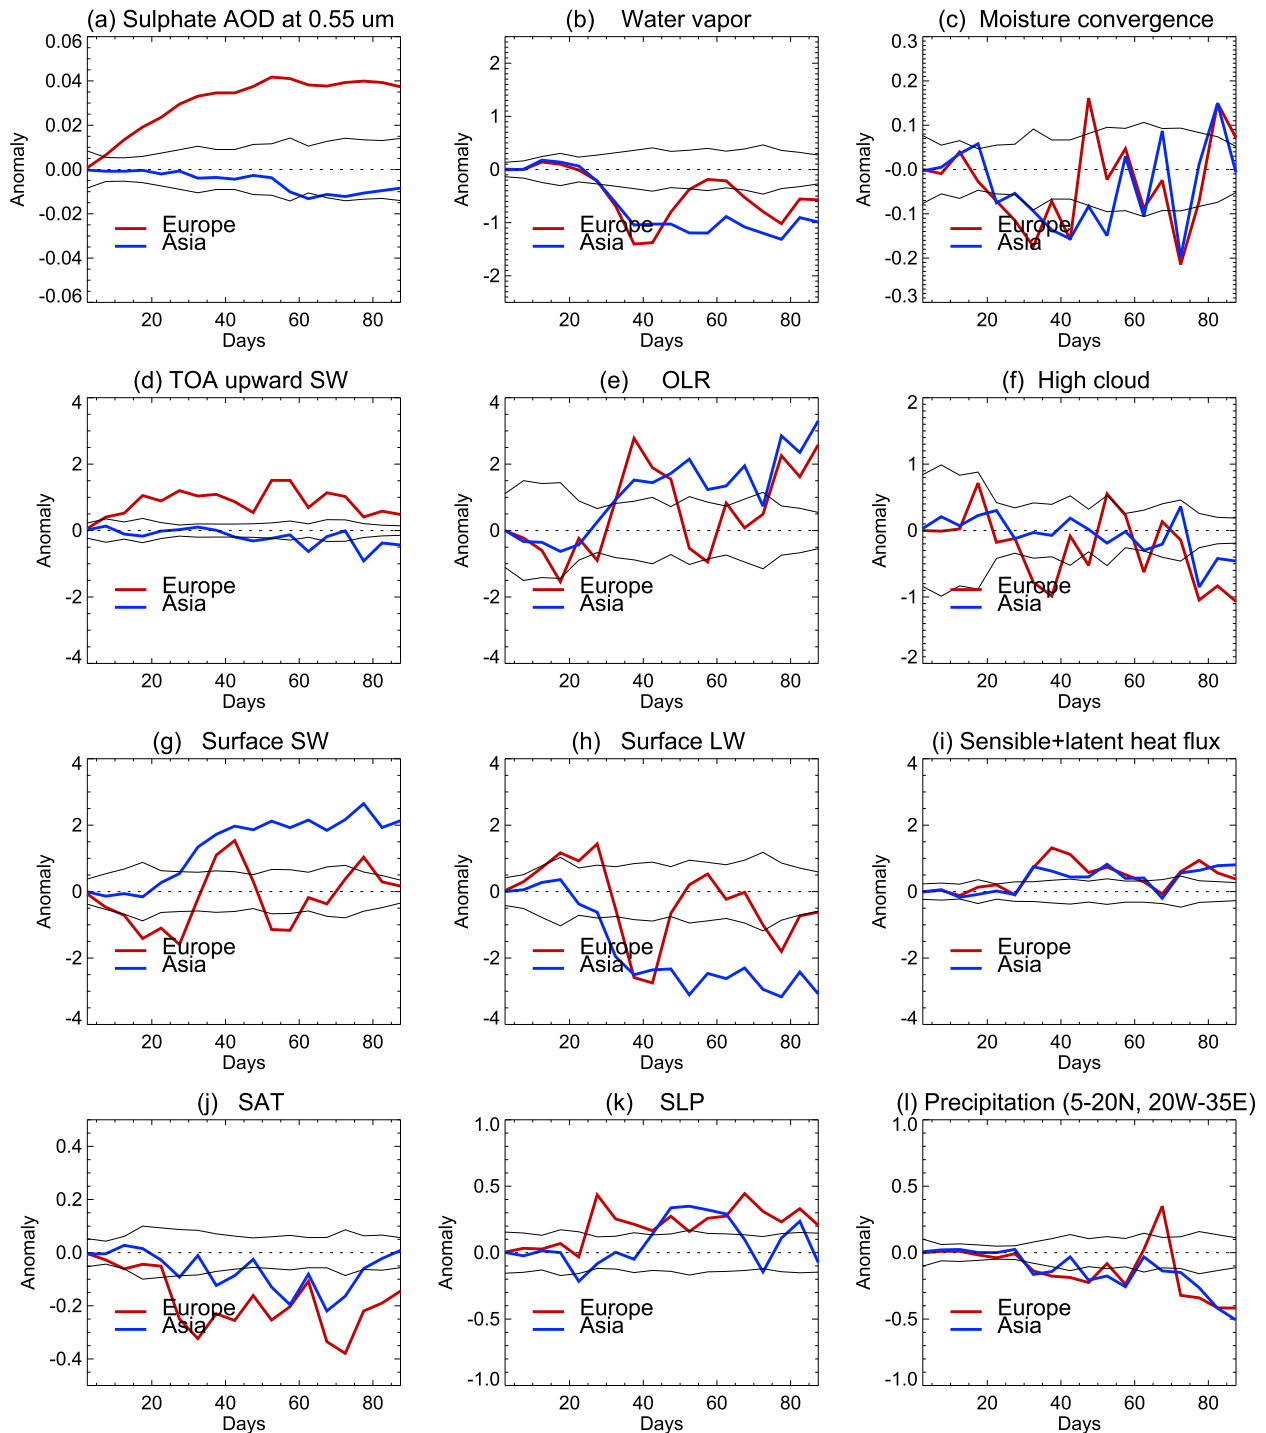 (a) Sulphate AOD at 0.55 um
0.06
0.04
0.02
0.00
-0.02
-0.04
-0.06
Anomaly
Europe
Asia
20 40 60 80
Days
(b) Water vapor
2
1
0
-1
-2
Anomaly
Europe
Asia
20 40 60 80
Days
(c) Moisture convergence
0.3
0.2
0.1
-0.0
-0.1
-0.2
-0.3
Anomaly
Europe
Asia
20 40 60 80
Days
(d) TOA upward SW
4
2
0
-2
-4
Anomaly
Europe
Asia
20 40 60 80
Days
(e) OLR
4
2
0
-2
-4
Anomaly
Europe
Asia
20 40 60 80
Days
(f) High cloud
2
1
0
-1
-2
Anomaly
Europe
Asia
20 40 60 80
Days
(g) Surface SW
4
2
0
-2
-4
Anomaly
Europe
Asia
20 40 60 80
Days
(h) Surface LW
4
2
0
-2
-4
Anomaly
Europe
Asia
20 40 60 80
Days
(i) Sensible+latent heat flux
4
2
0
-2
-4
Anomaly
Europe
Asia
20 40 60 80
Days
(j) SAT
0.4
0.2
0.0
-0.2
-0.4
Anomaly
Europe
Asia
20 40 60 80
Days
(k) SLP
1.0
0.5
0.0
-0.5
-1.0
Anomaly
Europe
Asia
20 40 60 80
Days
(l) Precipitation (5-20N, 20W-35E)
1.0
0.5
0.0
-0.5
-1.0
Anomaly
Europe
Asia
20 40 60 80
Days